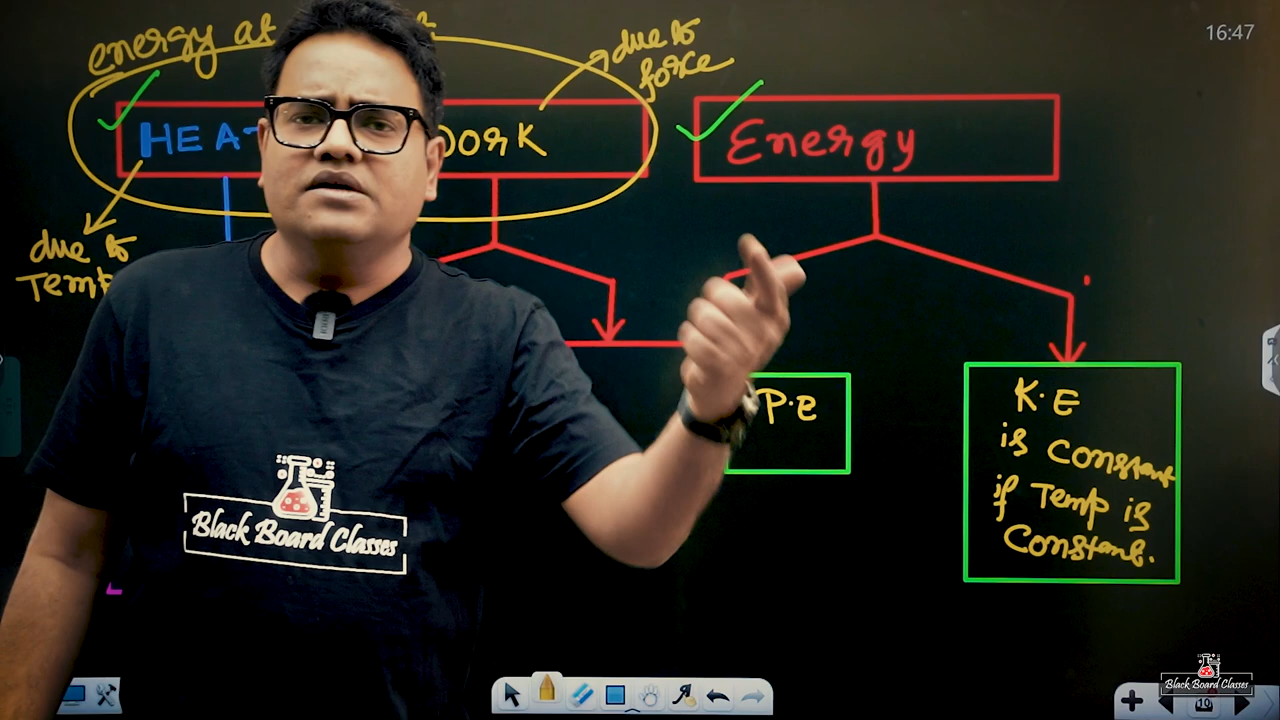 energy at
due to
force
16:47
HEA
ork
Energy
due to
Temp
P.E
K.E
is Constant
if Temp is
Constant.
Black Board Classes
Black Board Classes
10